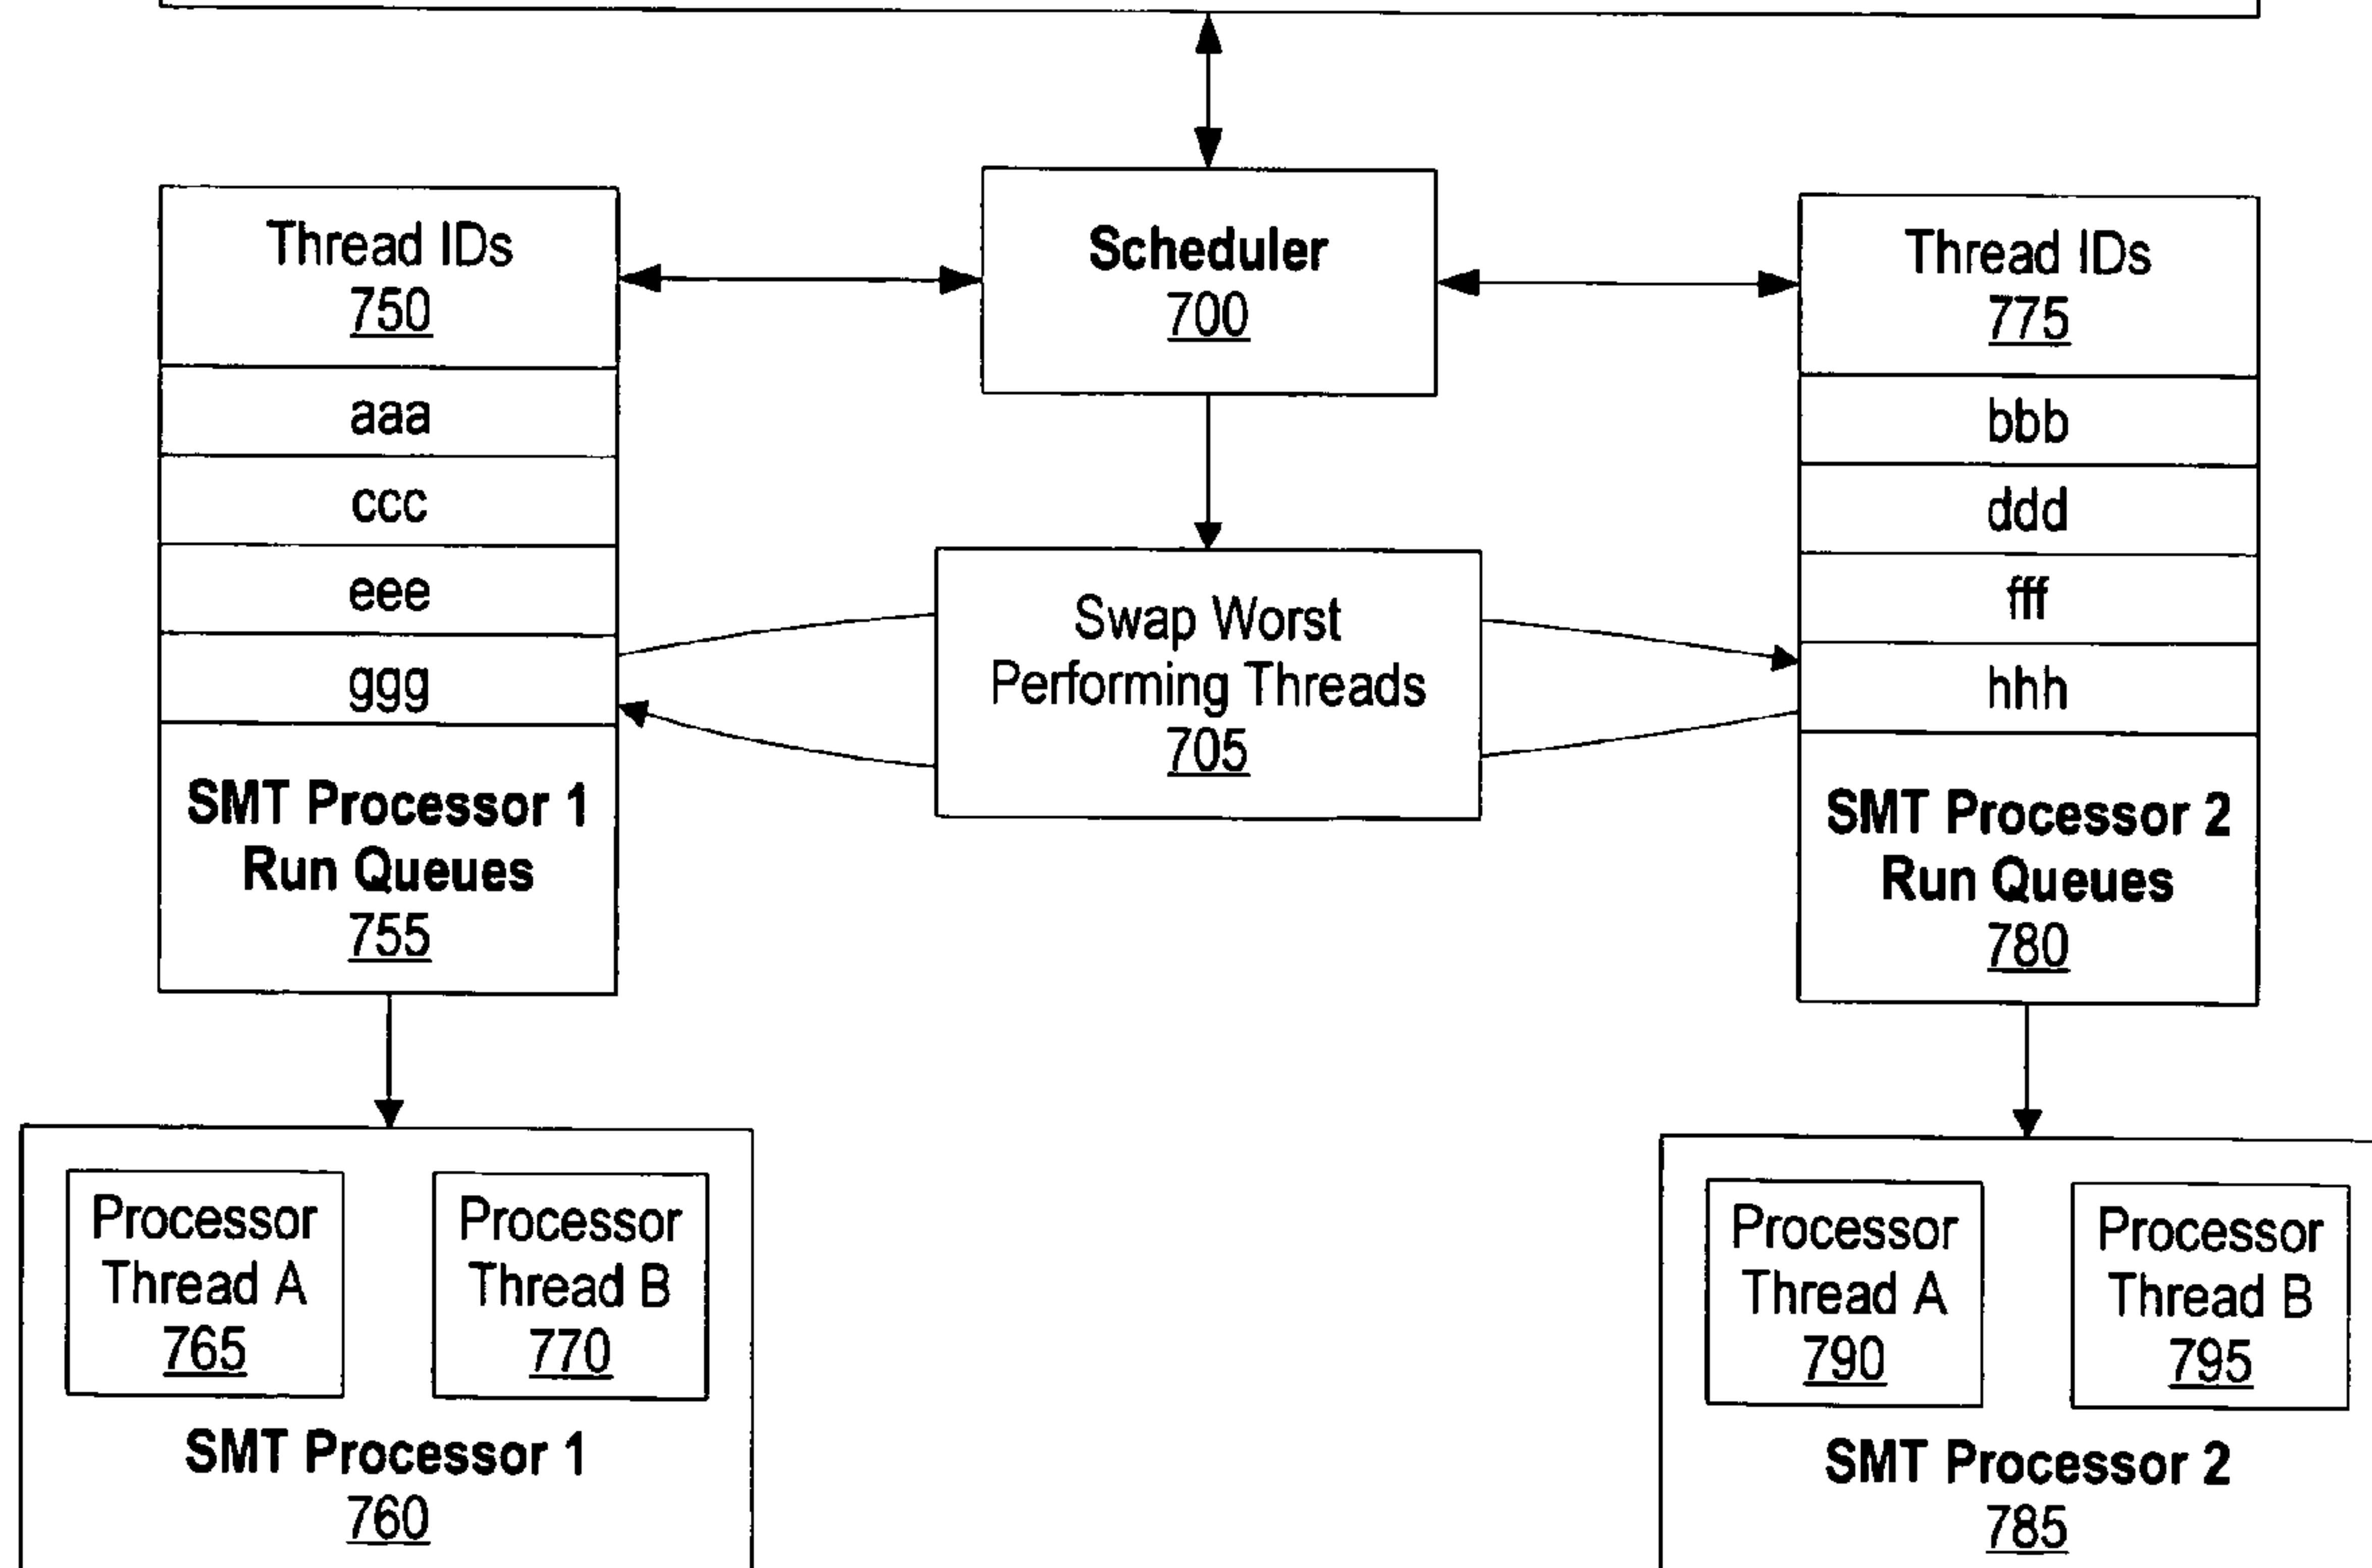 Scheduler
700
Thread IDs
750
aaa
ccc
eee
ggg
SMT Processor 1
Run Queues
755
Swap Worst
Performing Threads
705
Thread IDs
775
bbb
ddd
fff
hhh
SMT Processor 2
Run Queues
780
Processor
Thread A
765
Processor
Thread B
770
SMT Processor 1
760
Processor
Thread A
790
Processor
Thread B
795
SMT Processor 2
785